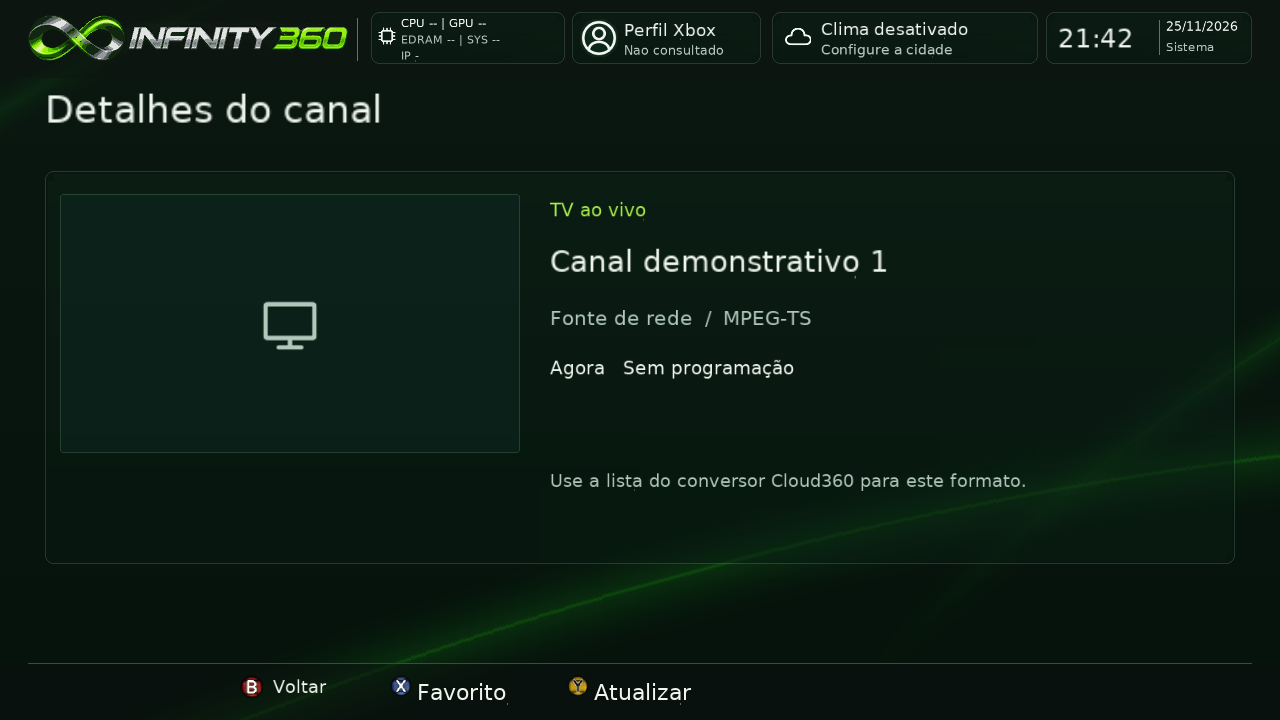 INFINITY 360
CPU -- | GPU --
EDRAM -- | SYS --
IP -
Perfil Xbox
Nao consultado
Clima desativado
Configure a cidade
21:42
25/11/2026
Sistema
Detalhes do canal
TV ao vivo
Canal demonstrativo 1
Fonte de rede / MPEG-TS
Agora Sem programação
Use a lista do conversor Cloud360 para este formato.
B Voltar
X Favorito
Y Atualizar